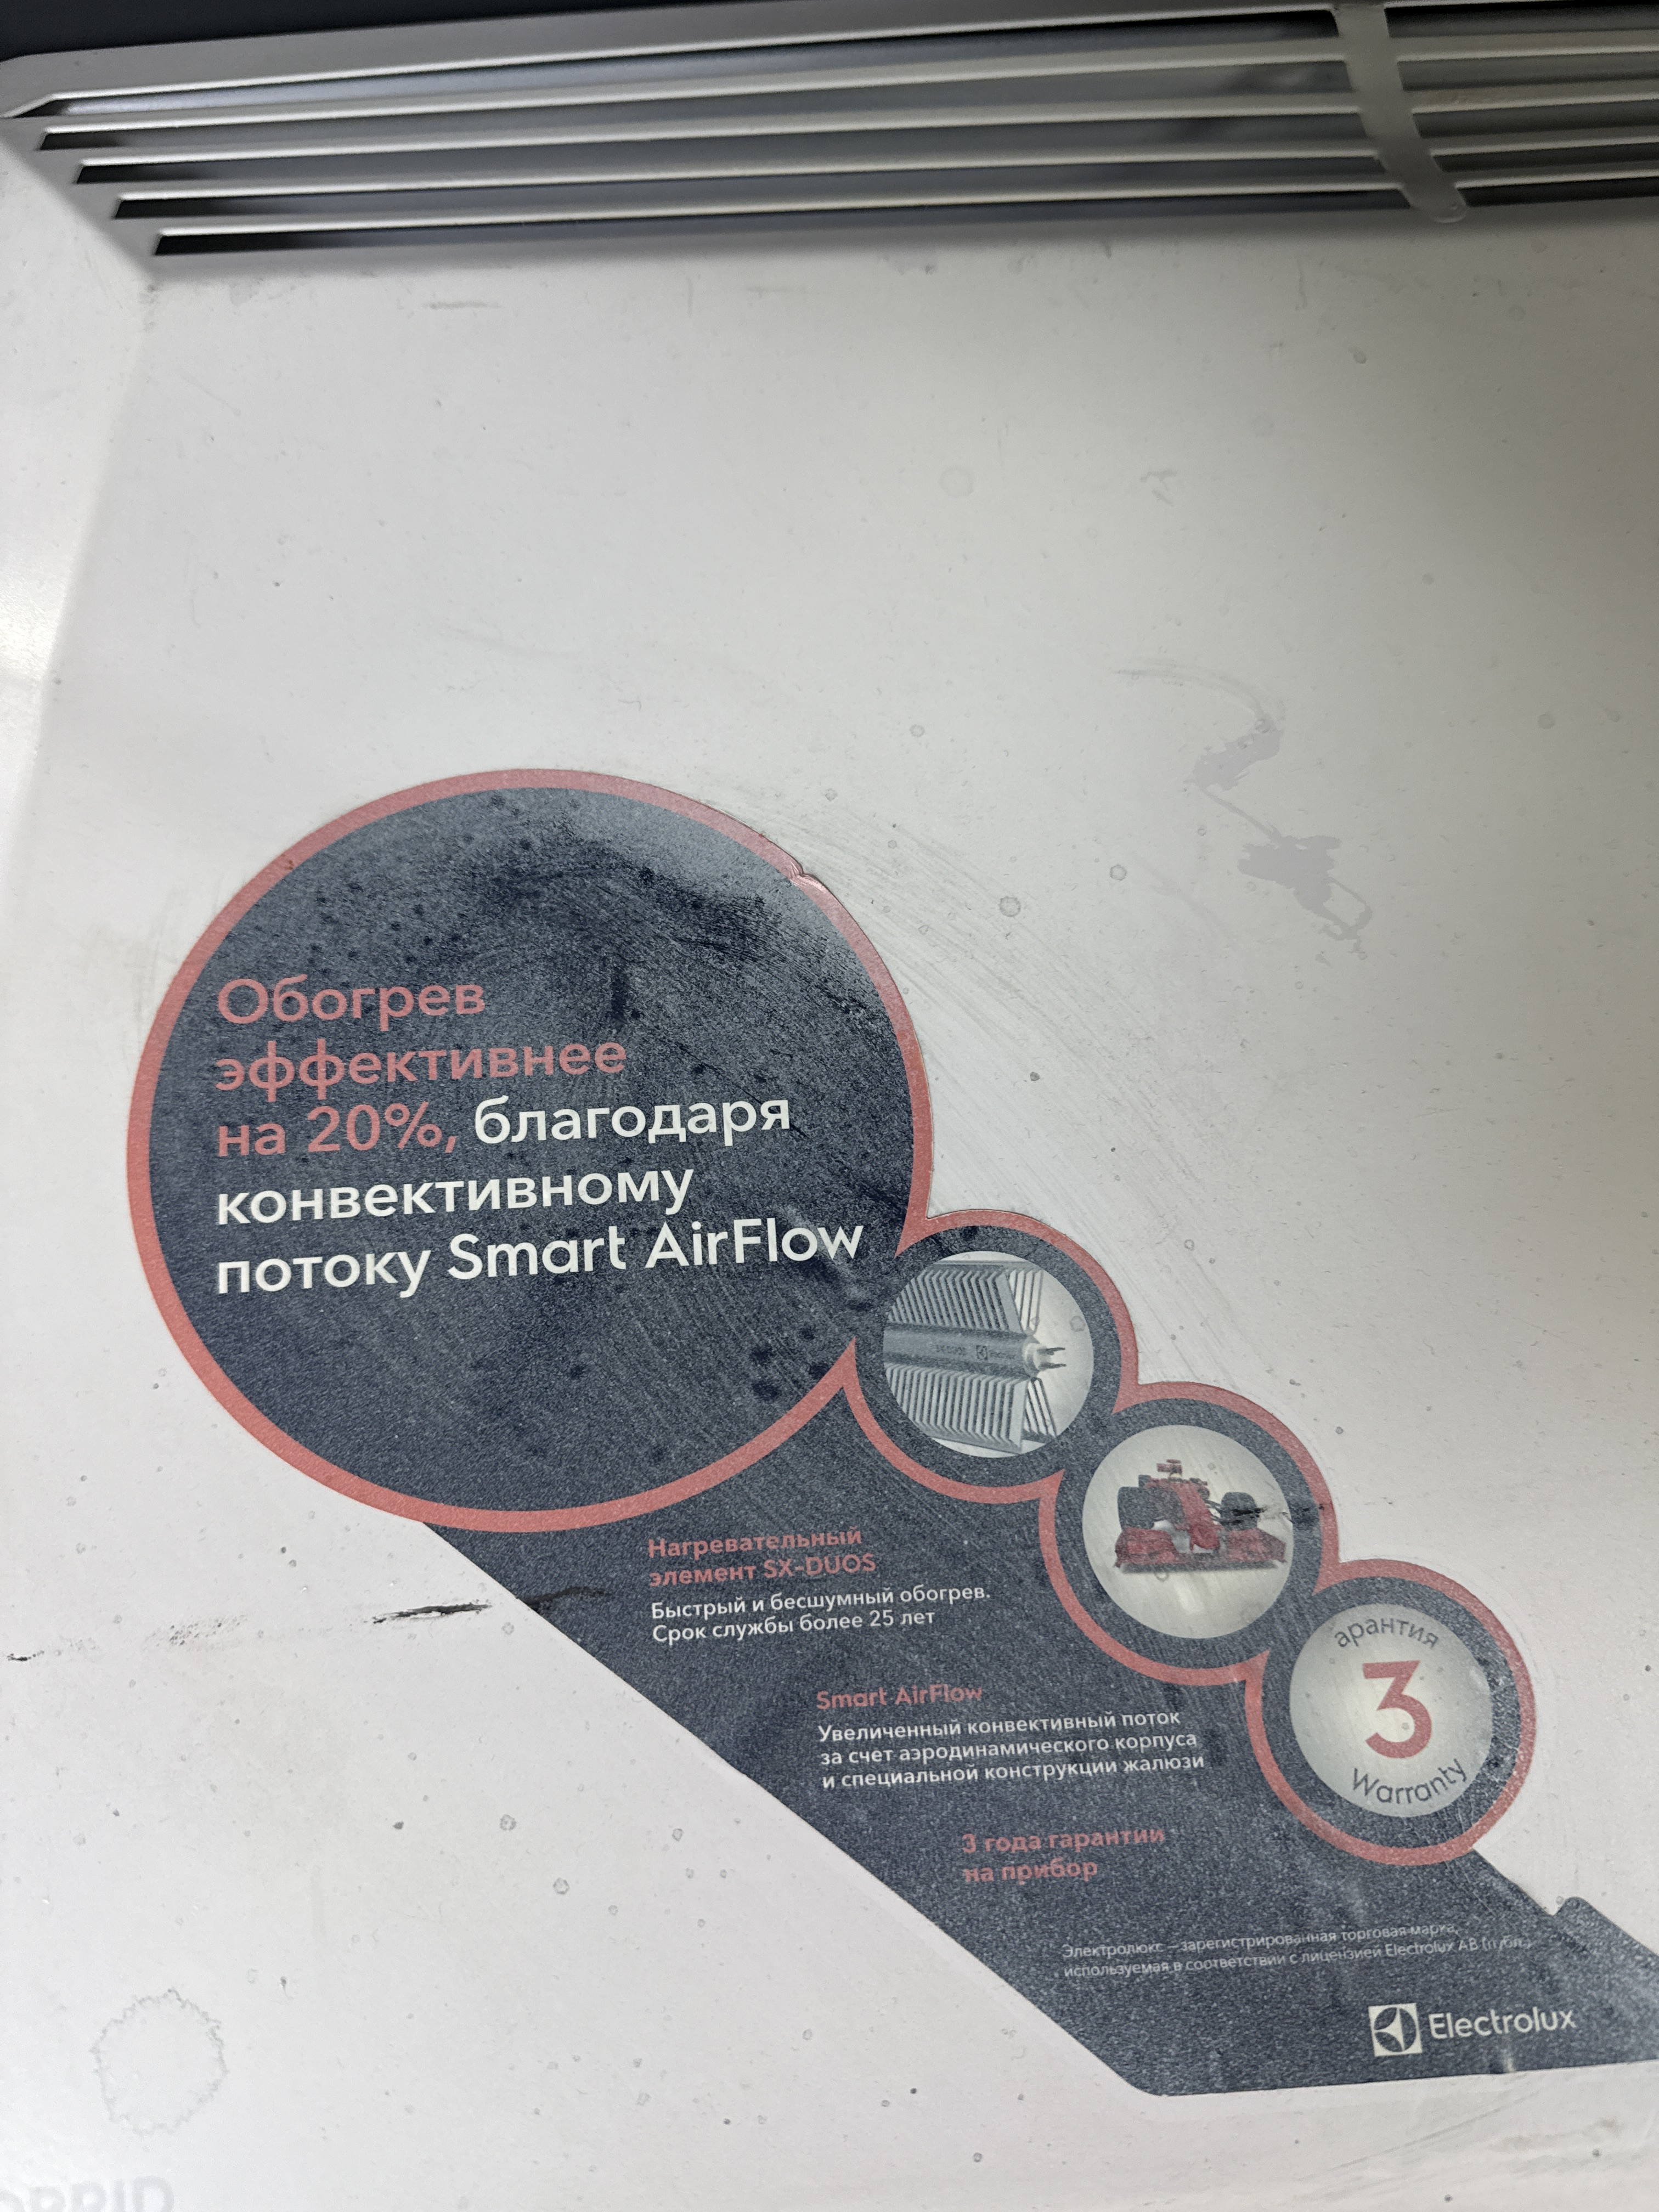 Обогрев
эффективнее
на 20%, благодаря
конвективному
потоку Smart AirFlow
Нагревательный
элемент SX-DUOS
Быстрый и бесшумный обогрев.
Срок службы более 25 лет
Smart AirFlow
Увеличенный конвективный поток
за счет аэродинамического корпуса
и специальной конструкции жалюзи
арантия
3
Warranty
3 года гарантии
на прибор
Электролюкс – зарегистрированная торговая марка,
используемая в соответствии с лицензией Electrolux AB (публ.)
Electrolux